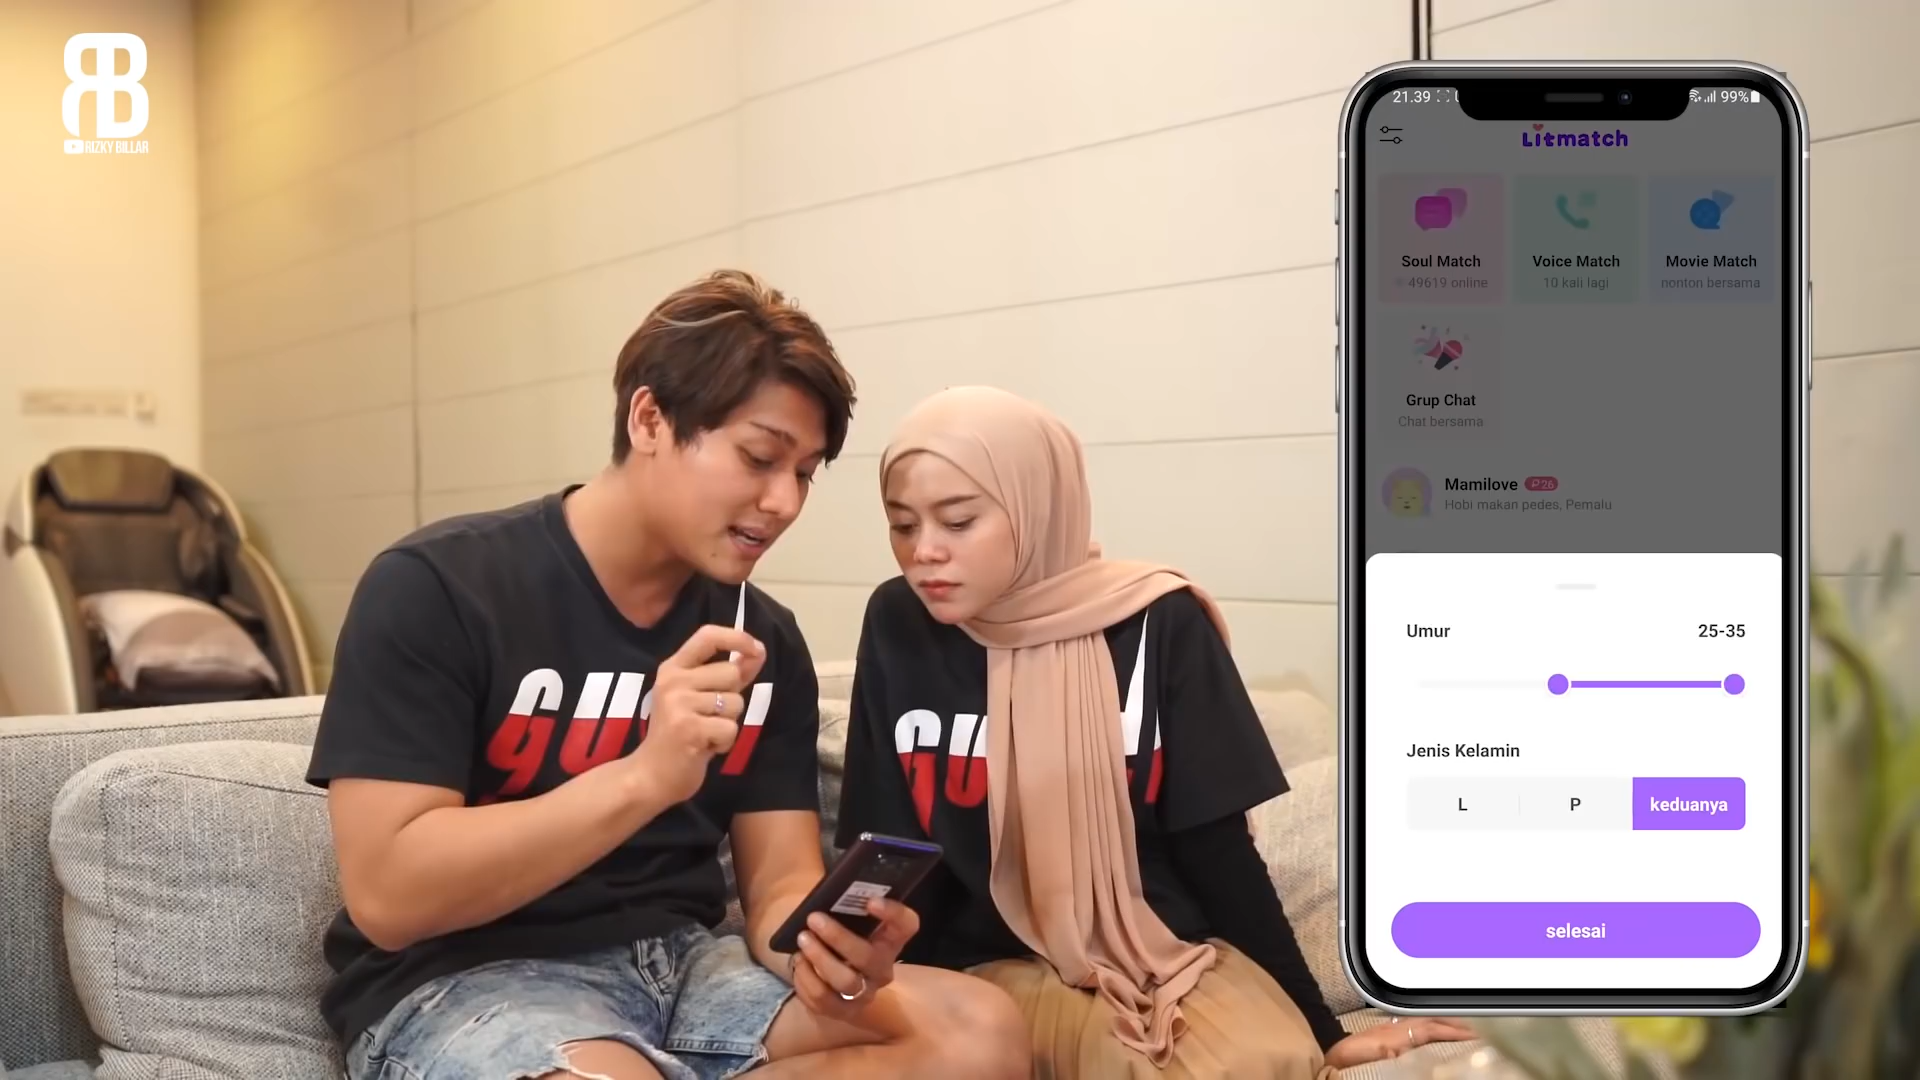 RIZKY BILLAR
21.39
99%
Litmatch
Soul Match
49619 online
Voice Match
10 kali lagi
Movie Match
nonton bersama
Grup Chat
Chat bersama
Mamilove
26
Hobi makan pedes, Pemalu
Umur
25-35
Jenis Kelamin
L
P
keduanya
selesai